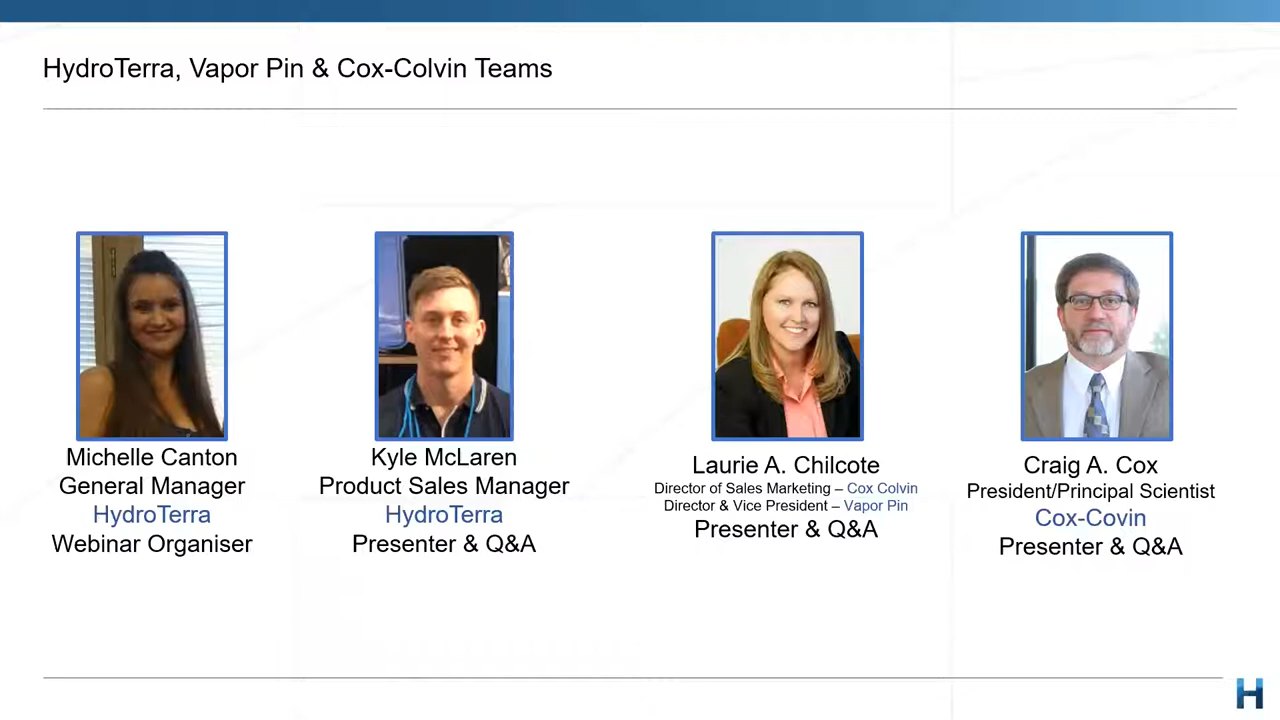 HydroTerra, Vapor Pin & Cox-Colvin Teams
Michelle Canton
General Manager
HydroTerra
Webinar Organiser
Kyle McLaren
Product Sales Manager
HydroTerra
Presenter & Q&A
Laurie A. Chilcote
Director of Sales Marketing – Cox Colvin
Director & Vice President – Vapor Pin
Presenter & Q&A
Craig A. Cox
President/Principal Scientist
Cox-Covin
Presenter & Q&A
H